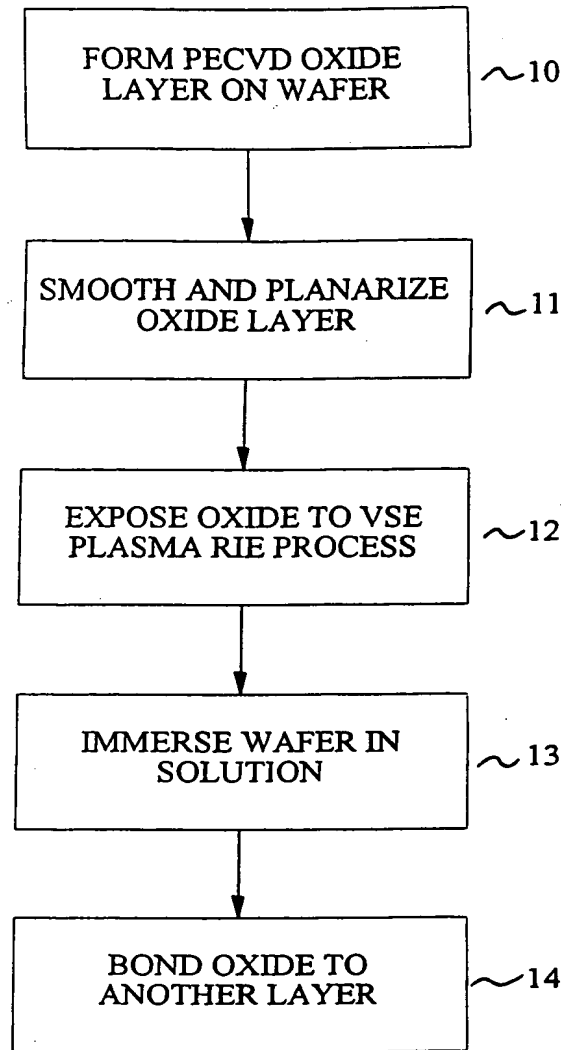 FORM PECVD OXIDE
LAYER ON WAFER
10
SMOOTH AND PLANARIZE
OXIDE LAYER
11
EXPOSE OXIDE TO VSE
PLASMA RIE PROCESS
12
IMMERSE WAFER IN
SOLUTION
13
BOND OXIDE TO
ANOTHER LAYER
14